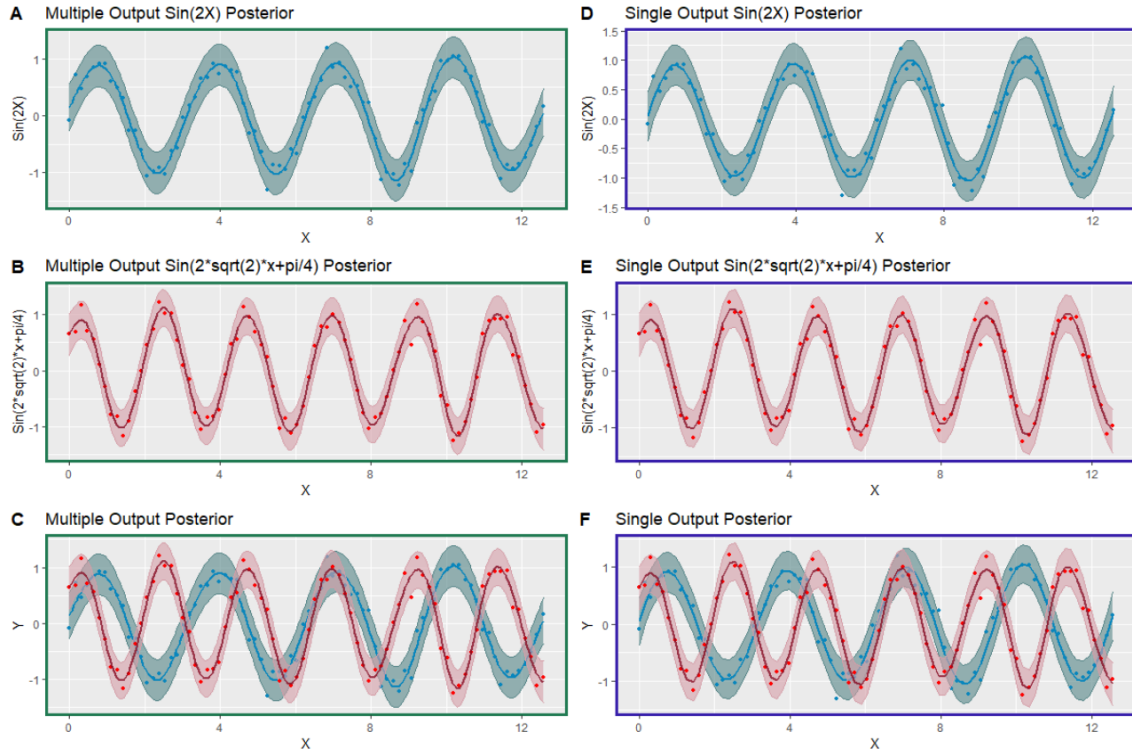 A Multiple Output Sin(2X) Posterior
Sin(2X)
1
0
-1
0 4 8 12
X
D Single Output Sin(2X) Posterior
Sin(2X)
1.5
1.0
0.5
0.0
-0.5
-1.0
-1.5
0 4 8 12
X
B Multiple Output Sin(2*sqrt(2)*x+pi/4) Posterior
Sin(2*sqrt(2)*x+pi/4)
1
0
-1
0 4 8 12
X
E Single Output Sin(2*sqrt(2)*x+pi/4) Posterior
Sin(2*sqrt(2)*x+pi/4)
1
0
-1
0 4 8 12
X
C Multiple Output Posterior
Y
1
0
-1
0 4 8 12
X
F Single Output Posterior
Y
1
0
-1
0 4 8 12
X